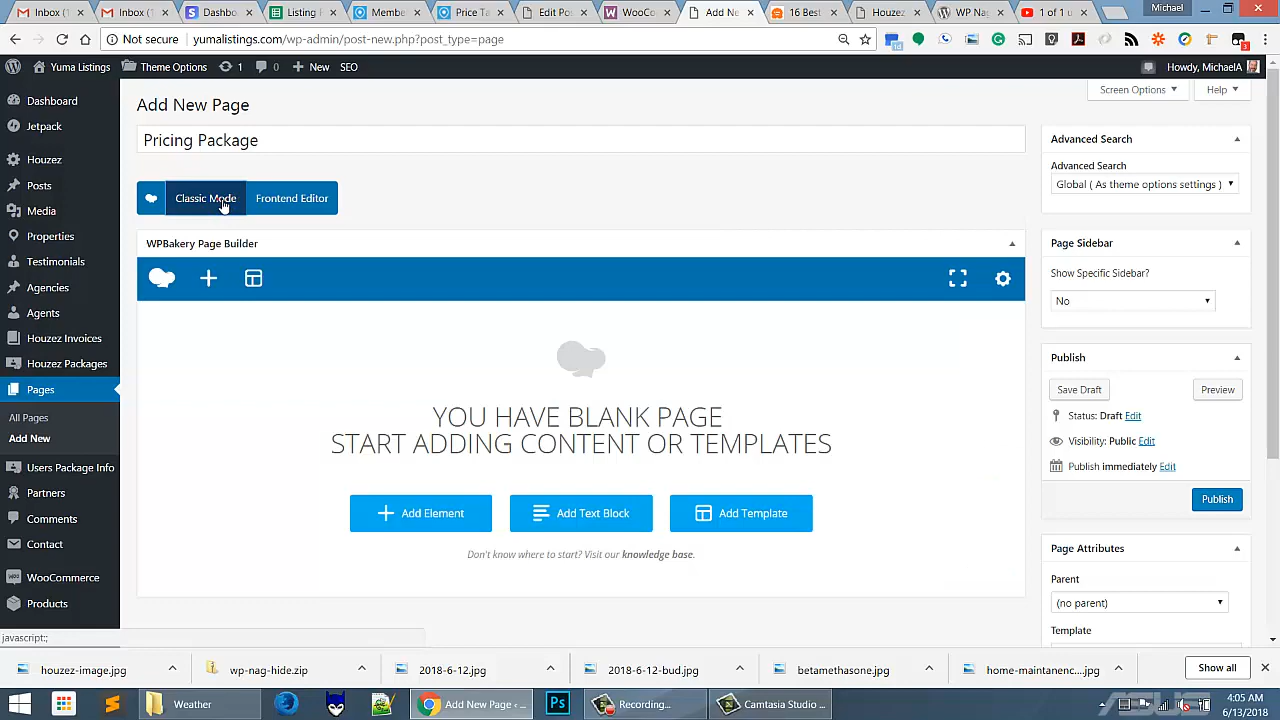 Inbox (1
Inbox (1
Dashbo
Listing
Membe
Price Ta
Edit Po
WooCo
Add Ne
16 Best
Houzez
WP Nag
1 of 1 u
Michael
Not secure
yumalistings.com/wp-admin/post-new.php?post_type=page
Yuma Listings
Theme Options
1
0
New
SEO
Howdy, MichaelA
Dashboard
Jetpack
Houzez
Posts
Media
Properties
Testimonials
Agencies
Agents
Houzez Invoices
Houzez Packages
Pages
All Pages
Add New
Users Package Info
Partners
Comments
Contact
WooCommerce
Products
Add New Page
Screen Options
Help
Pricing Package
Classic Mode
Frontend Editor
WPBakery Page Builder
YOU HAVE BLANK PAGE
START ADDING CONTENT OR TEMPLATES
Add Element
Add Text Block
Add Template
Don't know where to start? Visit our knowledge base.
Advanced Search
Advanced Search
Global ( As theme options settings )
Page Sidebar
Show Specific Sidebar?
No
Publish
Save Draft
Preview
Status: Draft Edit
Visibility: Public Edit
Publish immediately Edit
Publish
Page Attributes
Parent
(no parent)
Template
javascript:;
houzez-image.jpg
wp-nag-hide.zip
2018-6-12.jpg
2018-6-12-bud.jpg
betamethasone.jpg
home-maintanenc....jpg
Show all
Weather
Add New Page ‹ ...
Ps
Recording...
Camtasia Studio ...
ASUS
4:05 AM
6/13/2018